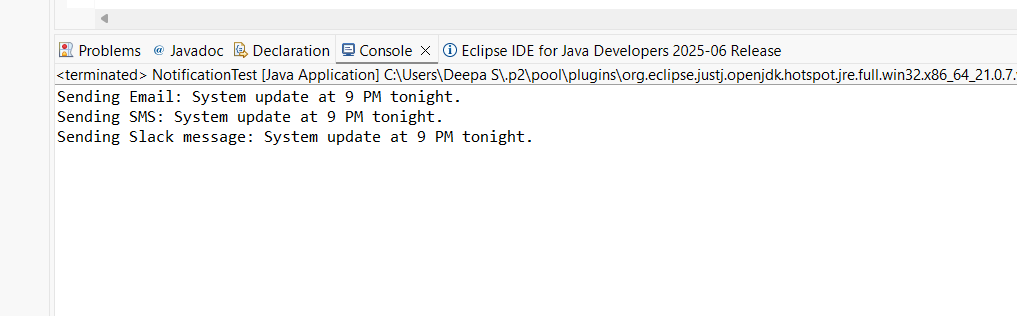 Problems @ Javadoc Declaration Console Eclipse IDE for Java Developers 2025-06 Release
<terminated> NotificationTest [Java Application] C:\Users\Deepa S\.p2\pool\plugins\org.eclipse.justj.openjdk.hotspot.jre.full.win32.x86_64_21.0.7.
Sending Email: System update at 9 PM tonight.
Sending SMS: System update at 9 PM tonight.
Sending Slack message: System update at 9 PM tonight.